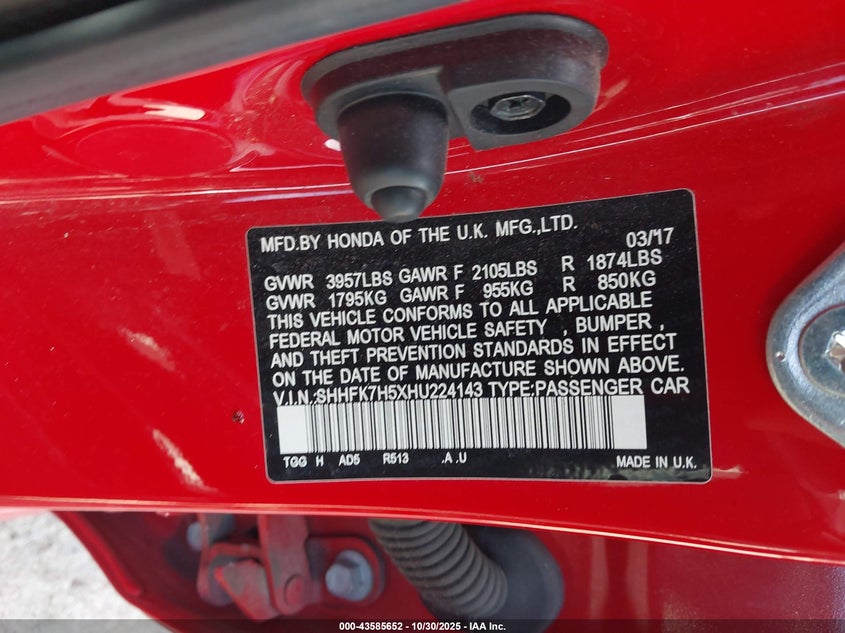 MFD.BY HONDA OF THE U.K. MFG.,LTD.
03/17
GVWR 3957LBS GAWR F 2105LBS R 1874LBS
GVWR 1795KG GAWR F 955KG R 850KG
THIS VEHICLE CONFORMS TO ALL APPLICABLE
FEDERAL MOTOR VEHICLE SAFETY , BUMPER ,
AND THEFT PREVENTION STANDARDS IN EFFECT
ON THE DATE OF MANUFACTURE SHOWN ABOVE.
V.I.N.:SHHFK7H5XHU224143 TYPE:PASSENGER CAR
TGG H AD5 R513 .A .U MADE IN U.K.
000-43585652 - 10/30/2025 - IAA Inc.